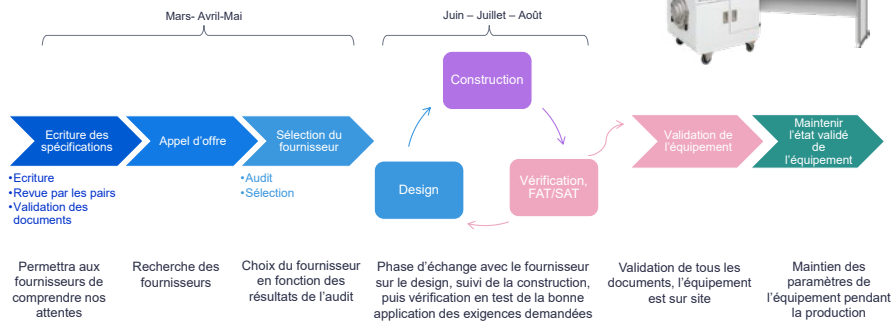 Mars- Avril-Mai
Juin – Juillet – Août
Construction
Ecriture des
spécifications
Appel d'offre
Sélection du
fournisseur
Validation de
l'équipement
Maintenir
l'état validé
de
l'équipement
•Ecriture
•Revue par les pairs
•Validation des
documents
•Audit
•Sélection
Design
Vérification,
FAT/SAT
Permettra aux
fournisseurs de
comprendre nos
attentes
Recherche des
fournisseurs
Choix du fournisseur
en fonction des
résultats de l'audit
Phase d'échange avec le fournisseur
sur le design, suivi de la construction,
puis vérification en test de la bonne
application des exigences demandées
Validation de tous les
documents, l'équipement
est sur site
Maintien des
paramètres de
l'équipement pendant
la production